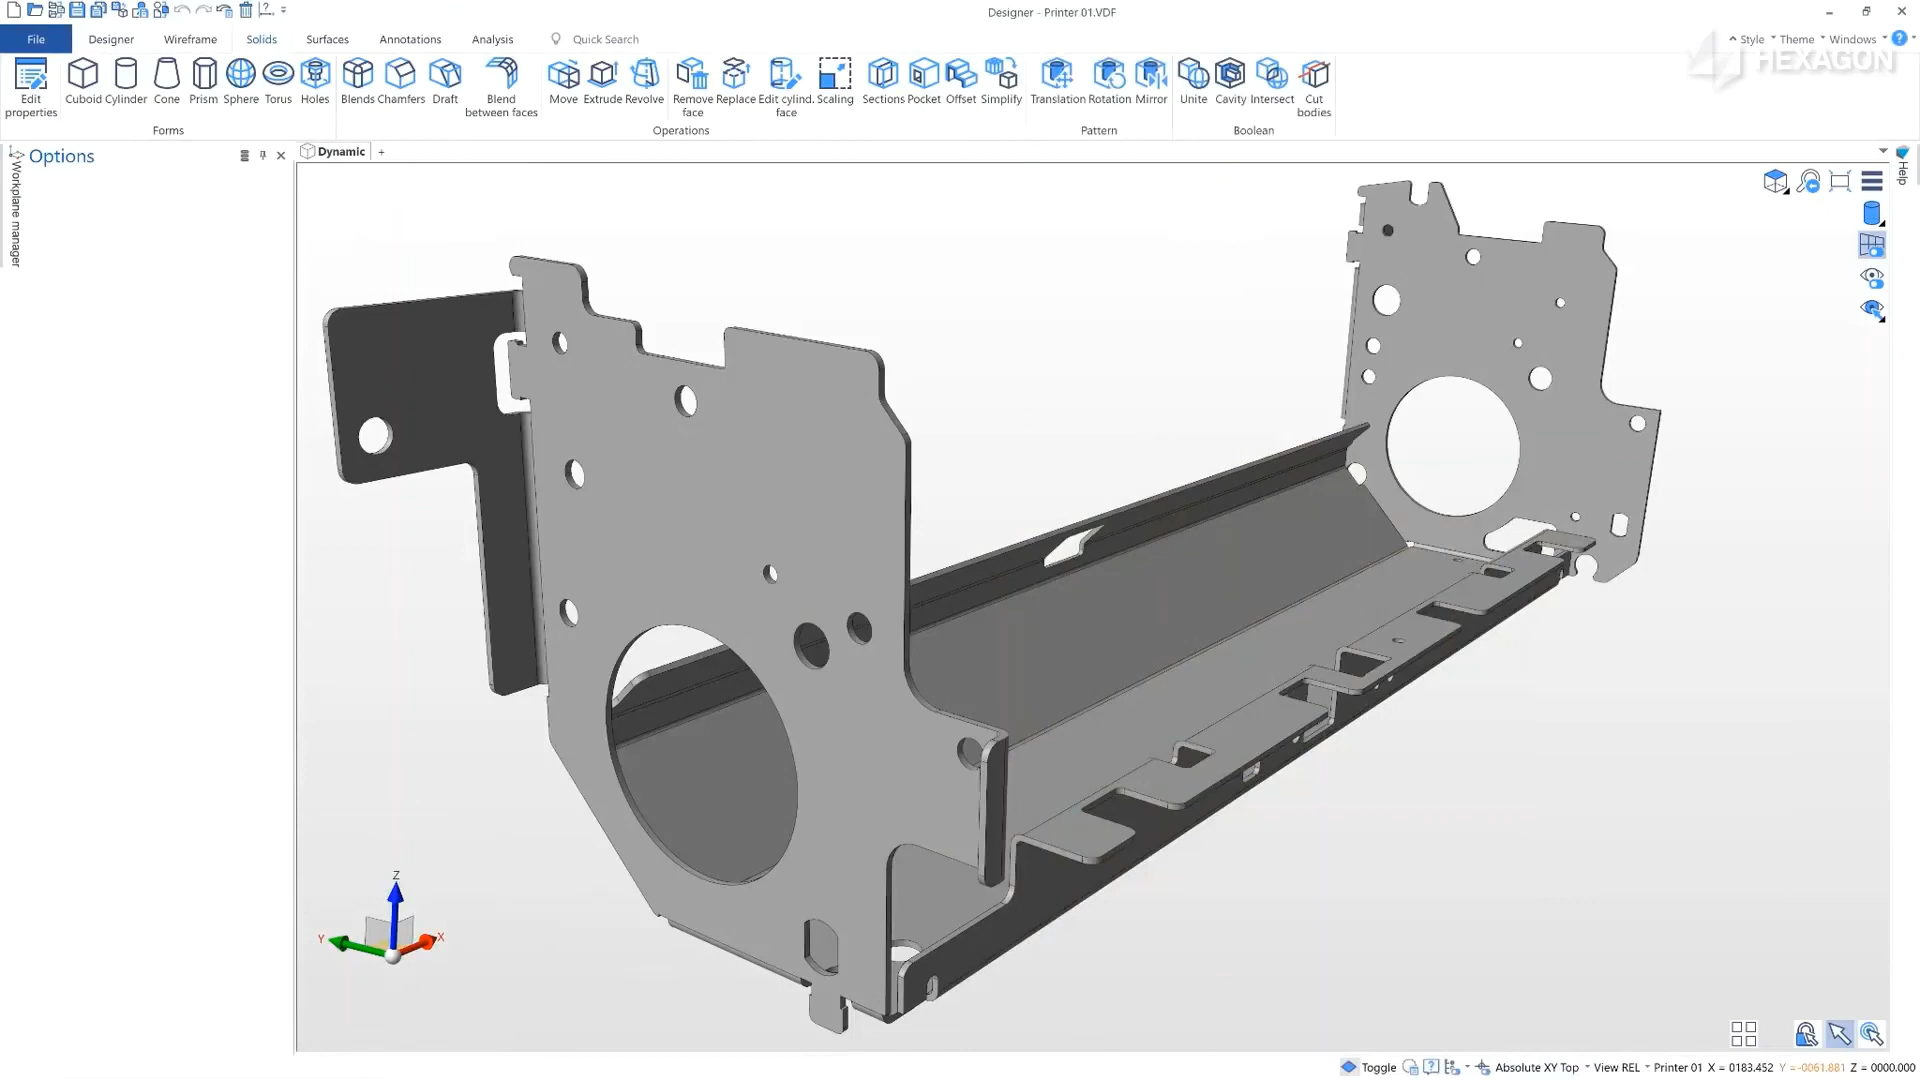 Designer - Printer 01.VDF
File Designer Wireframe Solids Surfaces Annotations Analysis Quick Search Style Theme Windows
HEXAGON
Edit properties
Cuboid Cylinder Cone Prism Sphere Torus Holes
Forms
Blends Chamfers Draft
Blend between faces
Move Extrude Revolve
Remove face
Replace
Edit cylind. face
Scaling Sections Pocket Offset Simplify
Operations
Translation Rotation Mirror
Pattern
Unite Cavity Intersect
Cut bodies
Boolean
Workplane manager
Options
Dynamic +
Help
Z
Y
X
Toggle Absolute XY Top View REL Printer 01 X = 0183.452 Y = -0061.881 Z = 0000.000